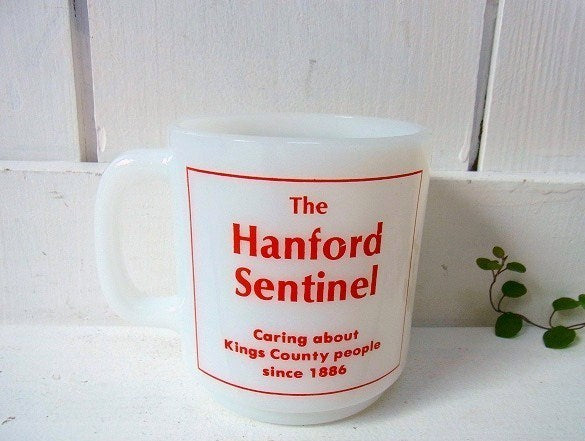 The
Hanford
Sentinel
Caring about
Kings County people
since 1886